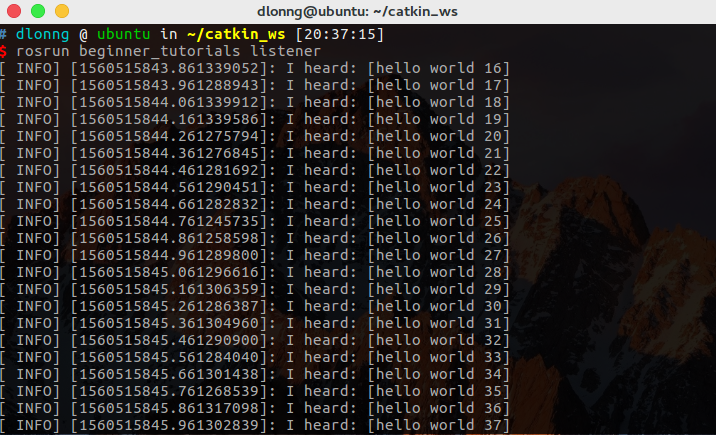 dlonng@ubuntu: ~/catkin_ws
# dlonng @ ubuntu in ~/catkin_ws [20:37:15]
$ rosrun beginner_tutorials listener
[ INFO] [1560515843.861339052]: I heard: [hello world 16]
[ INFO] [1560515843.961288943]: I heard: [hello world 17]
[ INFO] [1560515844.061339912]: I heard: [hello world 18]
[ INFO] [1560515844.161339586]: I heard: [hello world 19]
[ INFO] [1560515844.261275794]: I heard: [hello world 20]
[ INFO] [1560515844.361276845]: I heard: [hello world 21]
[ INFO] [1560515844.461281692]: I heard: [hello world 22]
[ INFO] [1560515844.561290451]: I heard: [hello world 23]
[ INFO] [1560515844.661282832]: I heard: [hello world 24]
[ INFO] [1560515844.761245735]: I heard: [hello world 25]
[ INFO] [1560515844.861258598]: I heard: [hello world 26]
[ INFO] [1560515844.961289800]: I heard: [hello world 27]
[ INFO] [1560515845.061296616]: I heard: [hello world 28]
[ INFO] [1560515845.161306359]: I heard: [hello world 29]
[ INFO] [1560515845.261286387]: I heard: [hello world 30]
[ INFO] [1560515845.361304960]: I heard: [hello world 31]
[ INFO] [1560515845.461290900]: I heard: [hello world 32]
[ INFO] [1560515845.561284040]: I heard: [hello world 33]
[ INFO] [1560515845.661301438]: I heard: [hello world 34]
[ INFO] [1560515845.761268539]: I heard: [hello world 35]
[ INFO] [1560515845.861317098]: I heard: [hello world 36]
[ INFO] [1560515845.961302839]: I heard: [hello world 37]